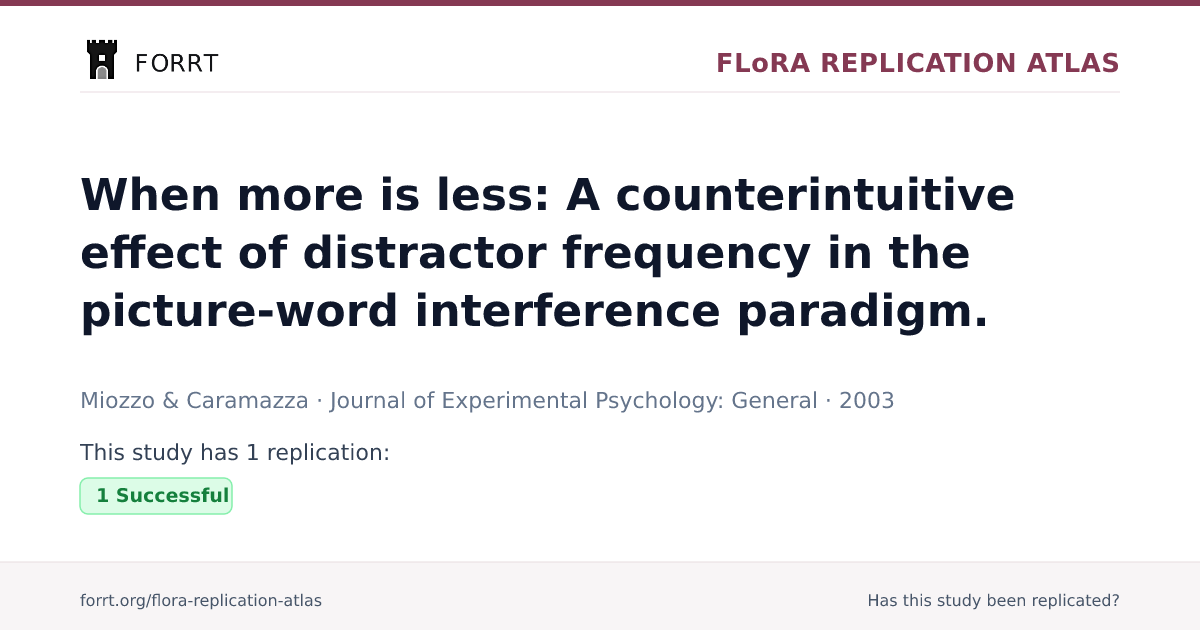 FORRT
FLoRA REPLICATION ATLAS
When more is less: A counterintuitive
effect of distractor frequency in the
picture-word interference paradigm.
Miozzo & Caramazza · Journal of Experimental Psychology: General · 2003
This study has 1 replication:
1 Successful
forrt.org/flora-replication-atlas
Has this study been replicated?